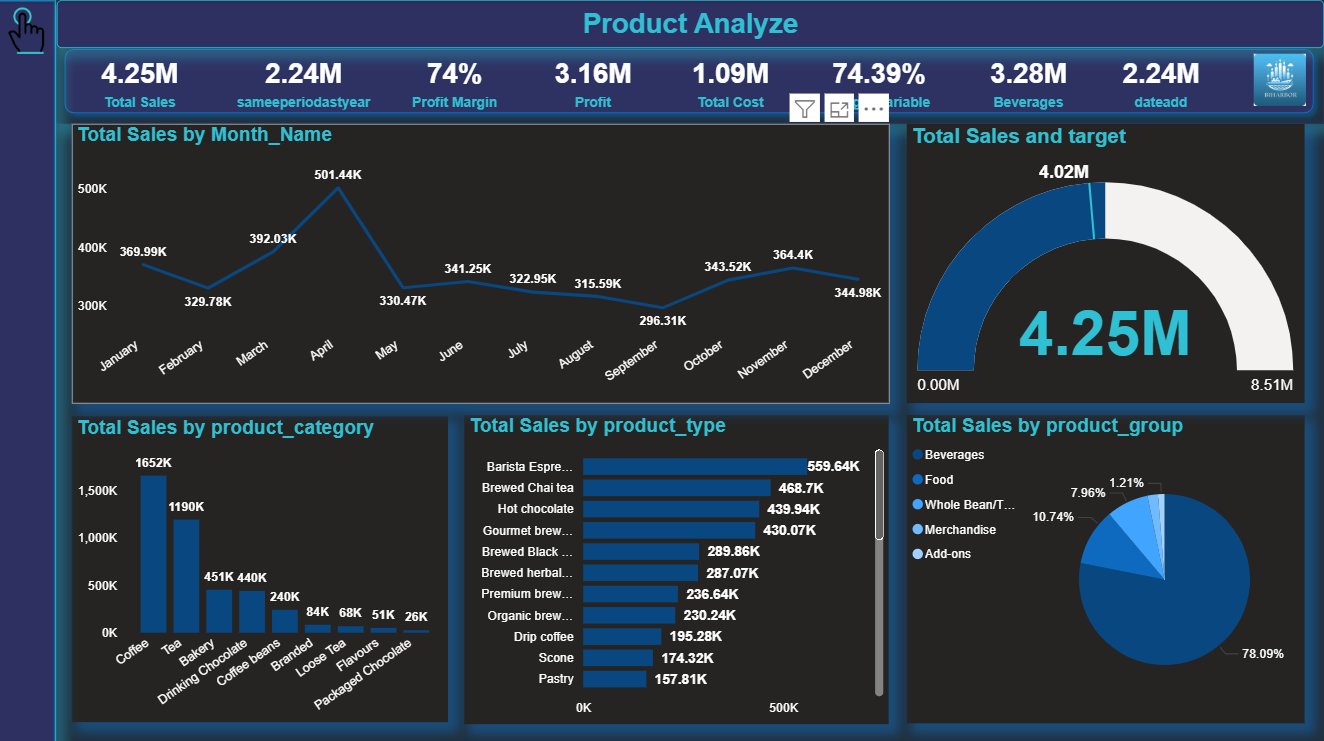 Product Analyze
4.25M 2.24M 74% 3.16M 1.09M 74.39% 3.28M 2.24M
Total Sales sameeperiodastyear Profit Margin Profit Total Cost ariable Beverages dateadd
BI HARBOR
Total Sales by Month_Name
500K
400K
300K
369.99K
329.78K
392.03K
501.44K
330.47K
341.25K
322.95K
315.59K
296.31K
343.52K
364.4K
344.98K
January February March April May June July August September October November December
Total Sales and target
4.02M
4.25M
0.00M 8.51M
Total Sales by product_category
1,500K
1,000K
500K
0K
1652K
1190K
451K
440K
240K
84K
68K
51K
26K
Coffee Tea Bakery Drinking Chocolate Coffee beans Branded Loose Tea Flavours Packaged Chocolate
Total Sales by product_type
Barista Espre... 559.64K
Brewed Chai tea 468.7K
Hot chocolate 439.94K
Gourmet brew... 430.07K
Brewed Black ... 289.86K
Brewed herbal... 287.07K
Premium brew... 236.64K
Organic brew... 230.24K
Drip coffee 195.28K
Scone 174.32K
Pastry 157.81K
0K 500K
Total Sales by product_group
Beverages
Food
Whole Bean/T...
Merchandise
Add-ons
1.21%
7.96%
10.74%
78.09%